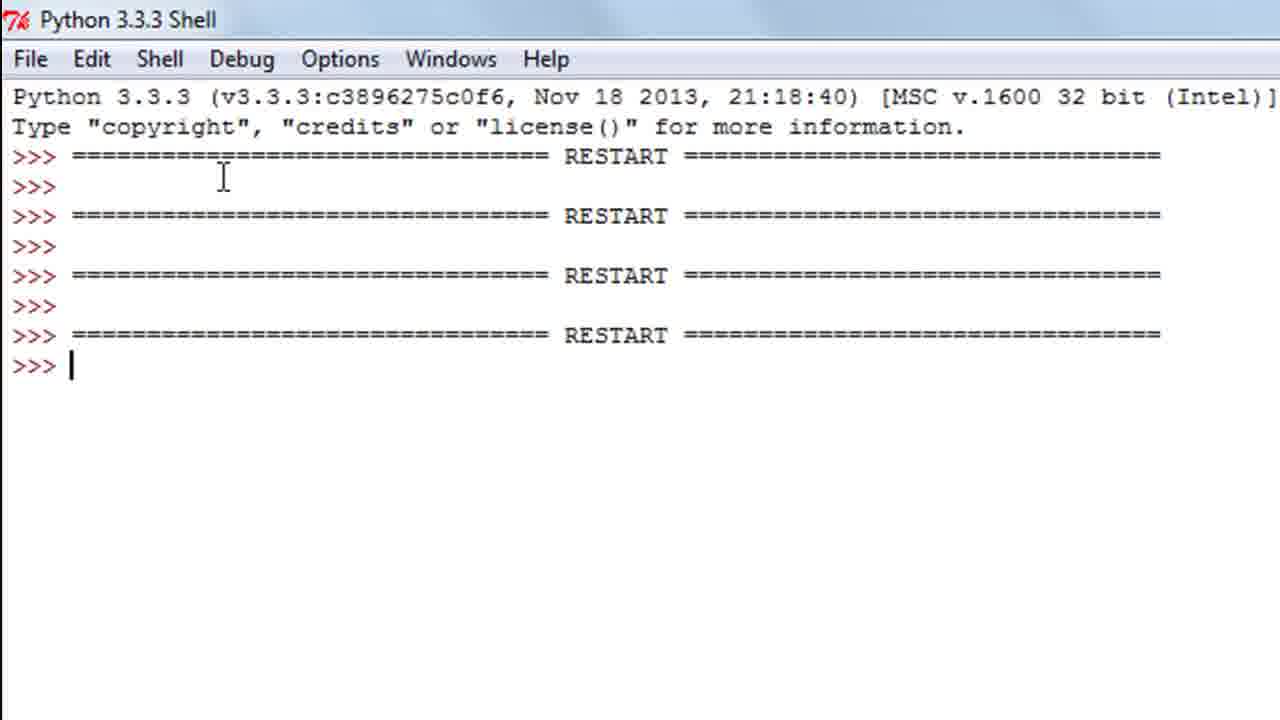 Python 3.3.3 Shell
File Edit Shell Debug Options Windows Help
Python 3.3.3 (v3.3.3:c3896275c0f6, Nov 18 2013, 21:18:40) [MSC v.1600 32 bit (Intel)]
Type "copyright", "credits" or "license()" for more information.
>>> ================================ RESTART ================================
>>>
>>> ================================ RESTART ================================
>>>
>>> ================================ RESTART ================================
>>>
>>> ================================ RESTART ================================
>>>